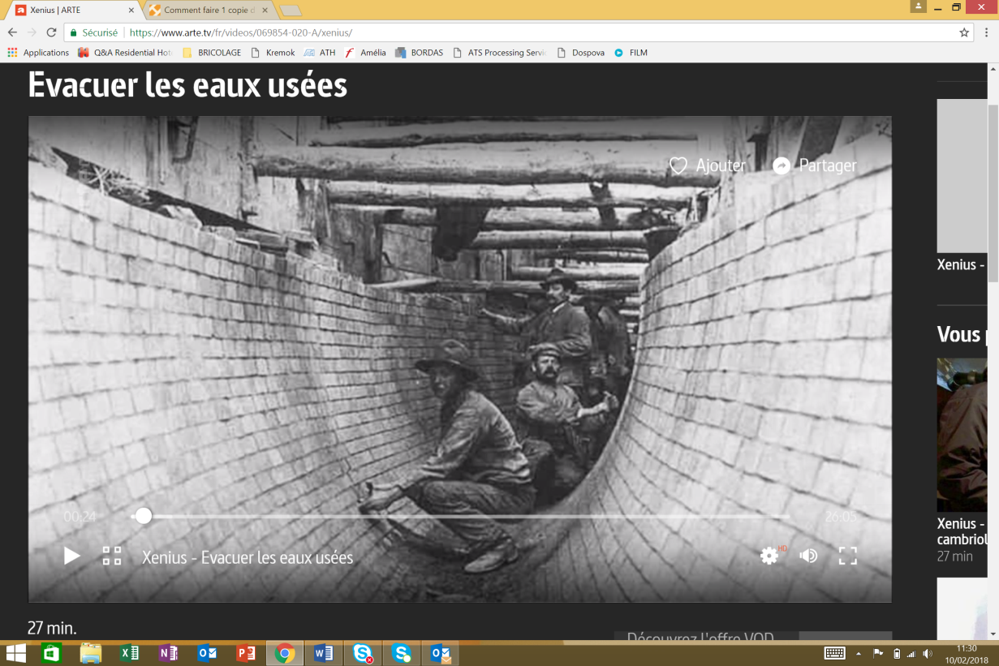 Xenius | ARTE
Comment faire 1 copie d
Sécurisé
https://www.arte.tv/fr/videos/069854-020-A/xenius/
Applications
Q&A Residential Hot
BRICOLAGE
Kremok
ATH
Amélia
BORDAS
ATS Processing Servic
Dospova
FILM
Evacuer les eaux usées
Ajouter
Partager
Xenius -
Vous
00:24
26:05
Xenius - Evacuer les eaux usées
HD
Xenius -
cambriol
27 min
27 min.
Découvrez l'offre VOD
11:30
10/02/2018